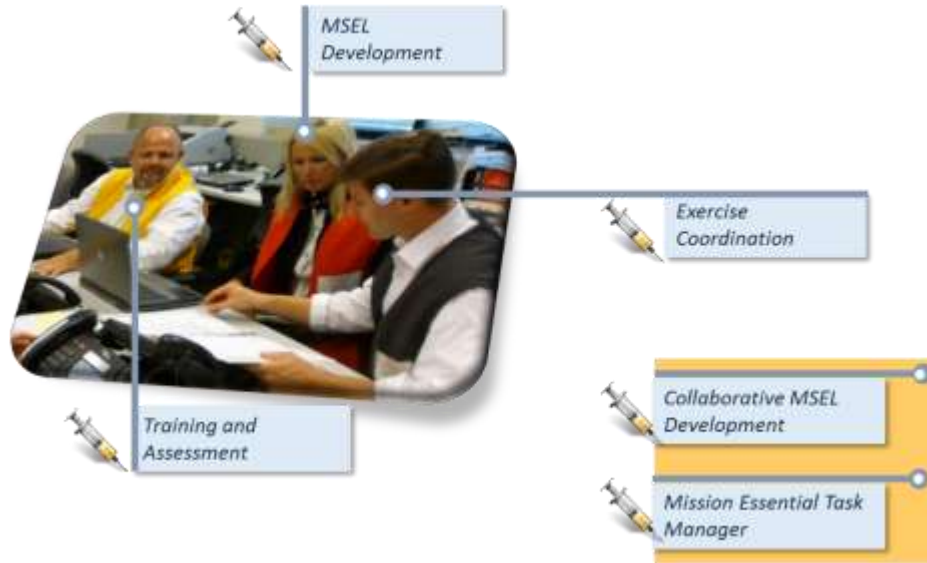 MSEL
Development
Exercise
Coordination
Training and
Assessment
Collaborative MSEL
Development
Mission Essential Task
Manager